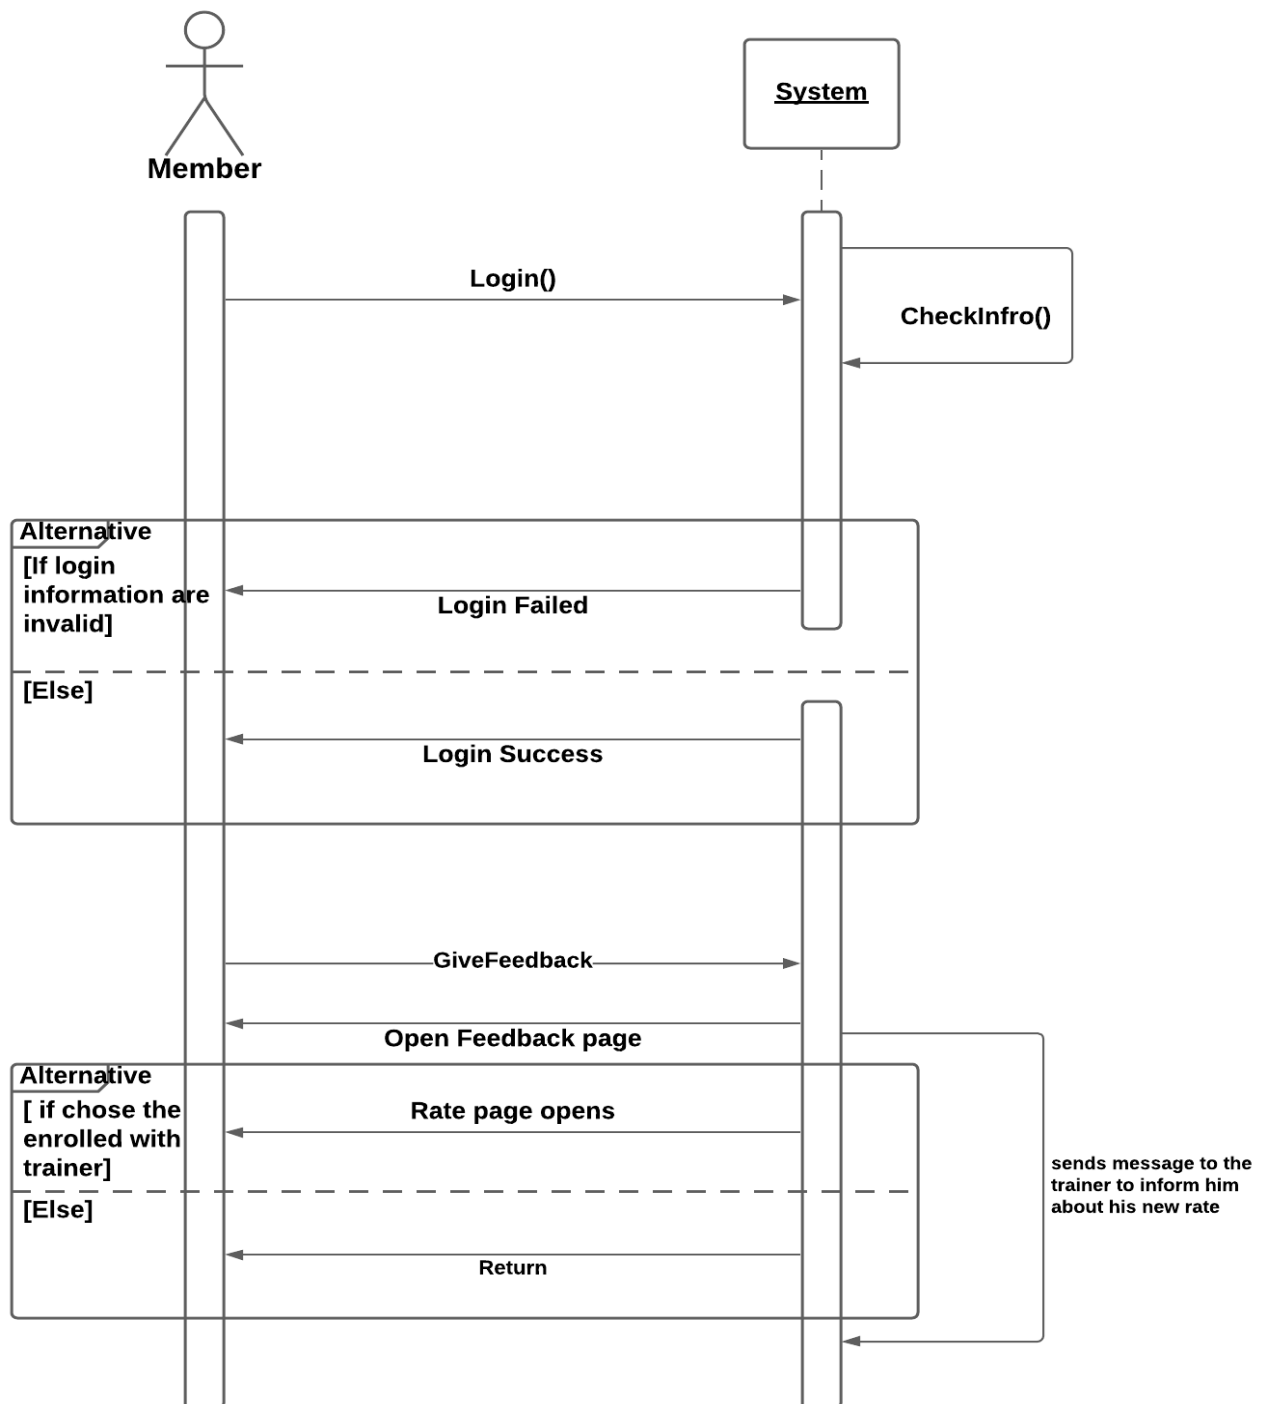 Member
System
Login()
CheckInfro()
Alternative
[If login
information are
invalid]
Login Failed
[Else]
Login Success
GiveFeedback
Open Feedback page
Alternative
[ if chose the
enrolled with
trainer]
Rate page opens
sends message to the
trainer to inform him
about his new rate
[Else]
Return